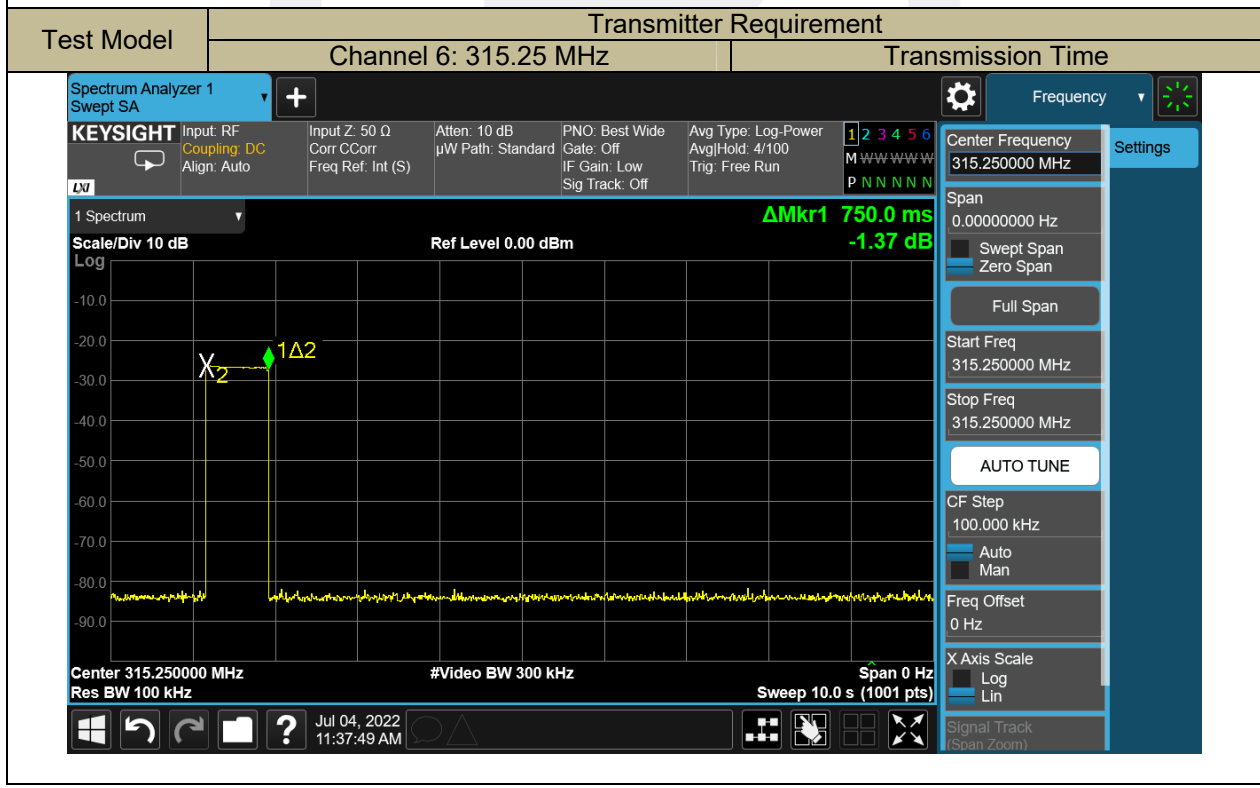 Test Model
Transmitter Requirement
Channel 6: 315.25 MHz
Transmission Time
Spectrum Analyzer 1
Swept SA
Frequency
KEYSIGHT
LXI
Input: RF
Coupling: DC
Align: Auto
Input Z: 50 Ω
Corr CCorr
Freq Ref: Int (S)
Atten: 10 dB
µW Path: Standard
PNO: Best Wide
Gate: Off
IF Gain: Low
Sig Track: Off
Avg Type: Log-Power
Avg|Hold: 4/100
Trig: Free Run
1 2 3 4 5 6
M W W W W W
P N N N N N
Center Frequency
315.250000 MHz
Settings
1 Spectrum
ΔMkr1 750.0 ms
-1.37 dB
Scale/Div 10 dB
Ref Level 0.00 dBm
Log
-10.0
-20.0
-30.0
-40.0
-50.0
-60.0
-70.0
-80.0
-90.0
X2
1Δ2
Center 315.250000 MHz
#Video BW 300 kHz
Span 0 Hz
Res BW 100 kHz
Sweep 10.0 s (1001 pts)
Span
0.00000000 Hz
Swept Span
Zero Span
Full Span
Start Freq
315.250000 MHz
Stop Freq
315.250000 MHz
AUTO TUNE
CF Step
100.000 kHz
Auto
Man
Freq Offset
0 Hz
X Axis Scale
Log
Lin
Signal Track
(Span Zoom)
?
Jul 04, 2022
11:37:49 AM